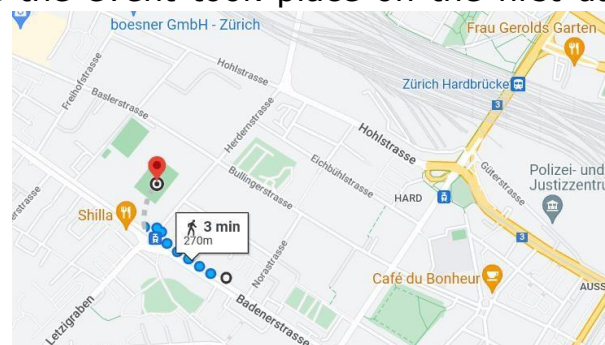 the event took place on the first
boesner GmbH - Zürich
Frau Gerolds Garten
Hohlstrasse
Freihofstrasse
Zürich Hardbrücke
Baslerstrasse
3
Herdernstrasse
Hohlstrasse
Eichbühlstrasse
Güterstrasse
Polizei- und
Justizzentru
Bullingerstrasse
HARD
Shilla
3 min
270m
3
Norastrasse
Café du Bonheur
AUSS
Letzigraben
Badenerstrasse